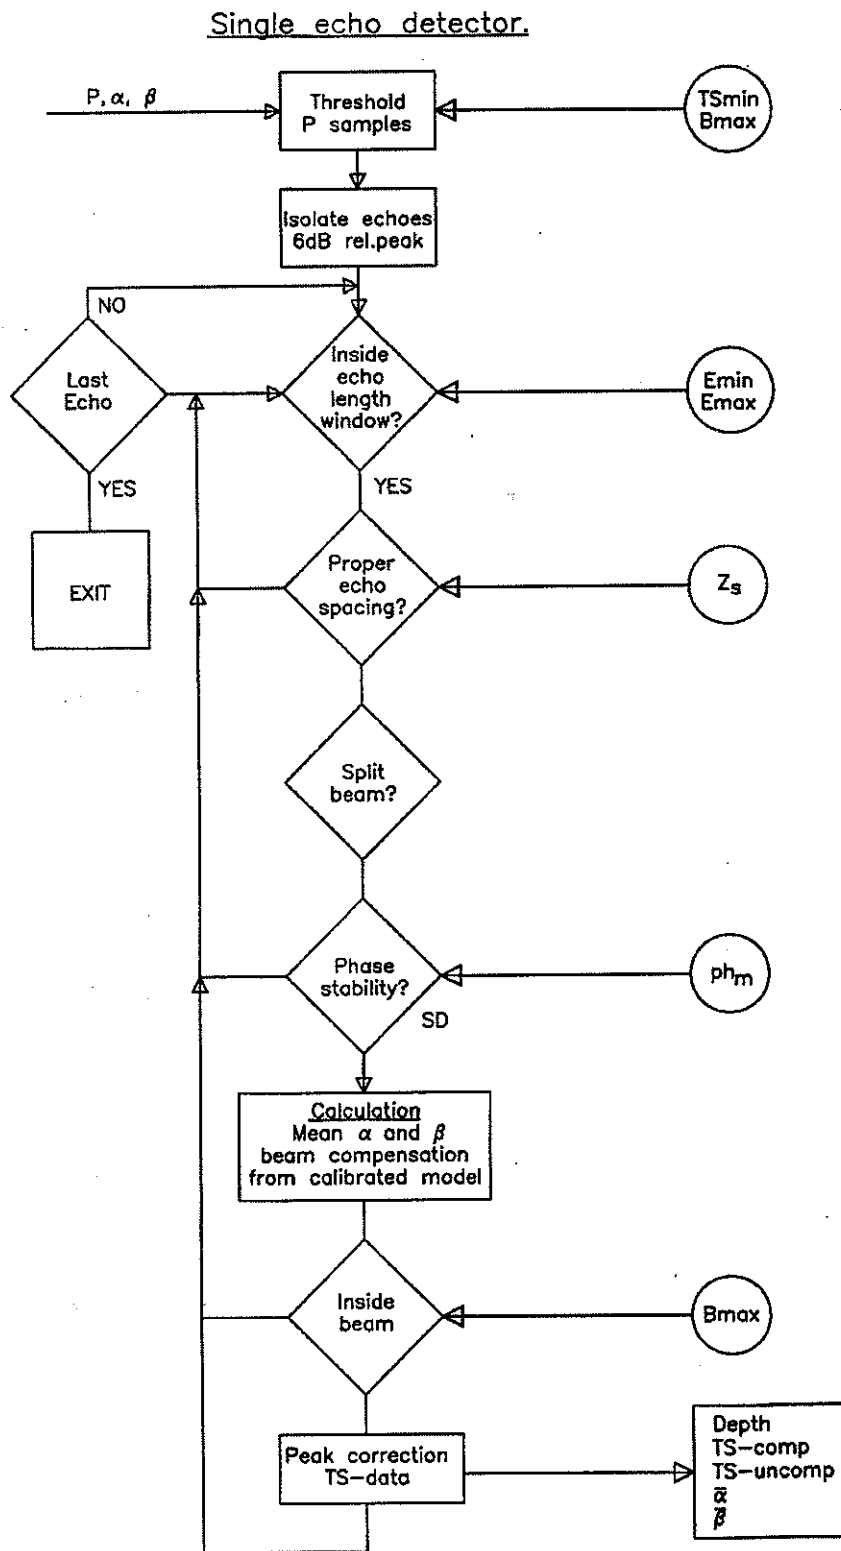 Single echo detector.
P, α, β
Threshold
P samples
TSmin
Bmax
Isolate echoes
6dB rel.peak
NO
Last
Echo
Inside
echo
length
window?
Emin
Emax
YES
YES
EXIT
Proper
echo
spacing?
Zs
Split
beam?
Phase
stability?
phm
SD
Calculation
Mean α and β
beam compensation
from calibrated model
Inside
beam
Bmax
Peak correction
TS-data
Depth
TS-comp
TS-uncomp
α̅
β̅